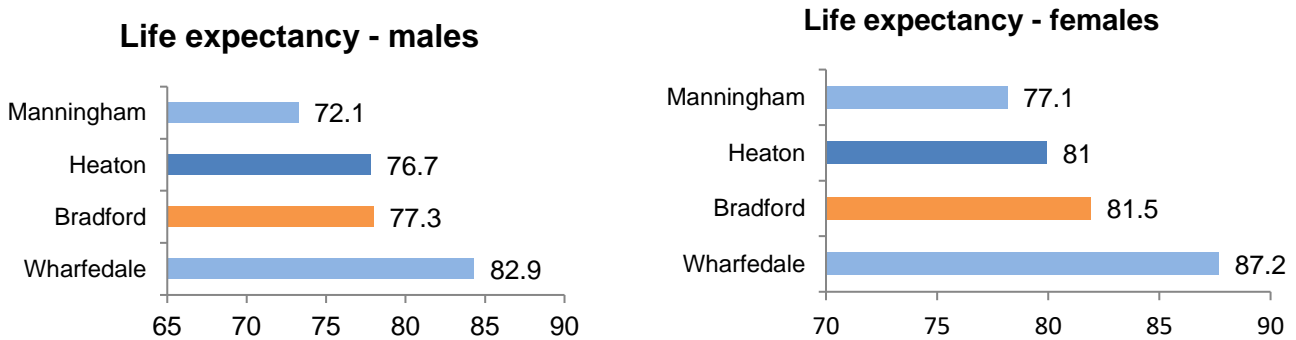 Life expectancy - males
Manningham 72.1
Heaton 76.7
Bradford 77.3
Wharfedale 82.9
65 70 75 80 85 90
Life expectancy - females
Manningham 77.1
Heaton 81
Bradford 81.5
Wharfedale 87.2
70 75 80 85 90